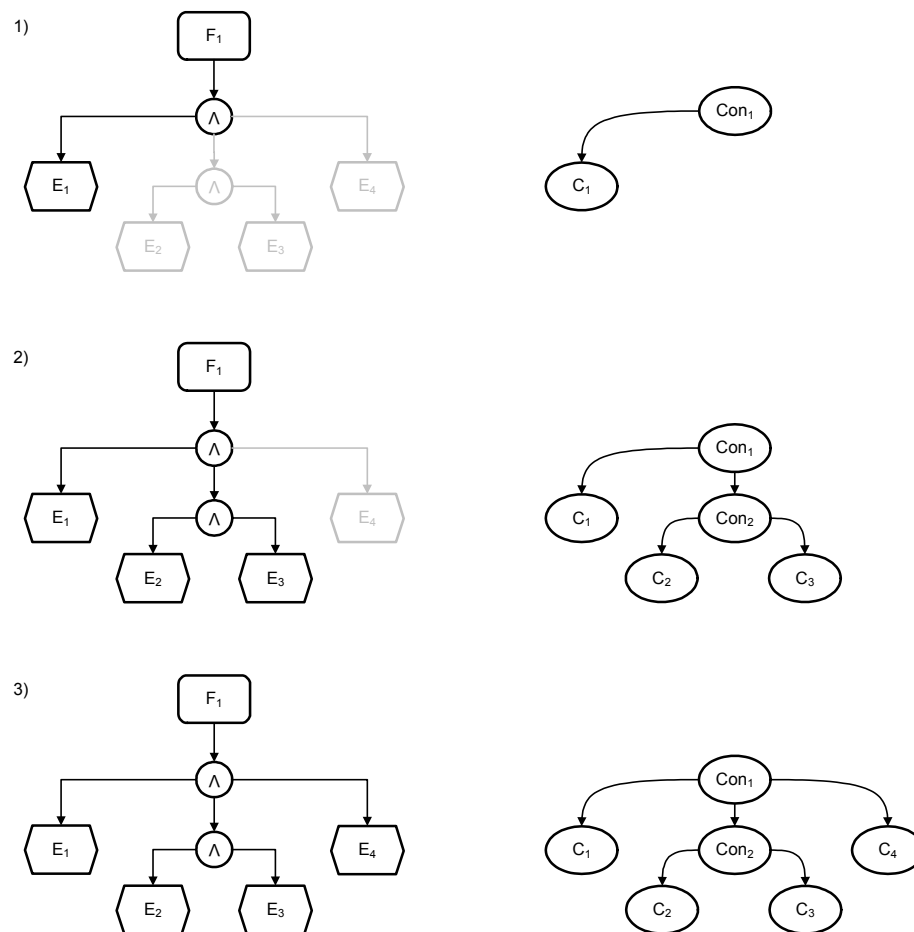 1)
F₁
Λ
Con₁
E₁
Λ
E₄
C₁
E₂
E₃
2)
F₁
Λ
Con₁
E₁
Λ
E₄
C₁
Con₂
E₂
E₃
C₂
C₃
3)
F₁
Λ
Con₁
E₁
Λ
E₄
C₁
Con₂
C₄
E₂
E₃
C₂
C₃